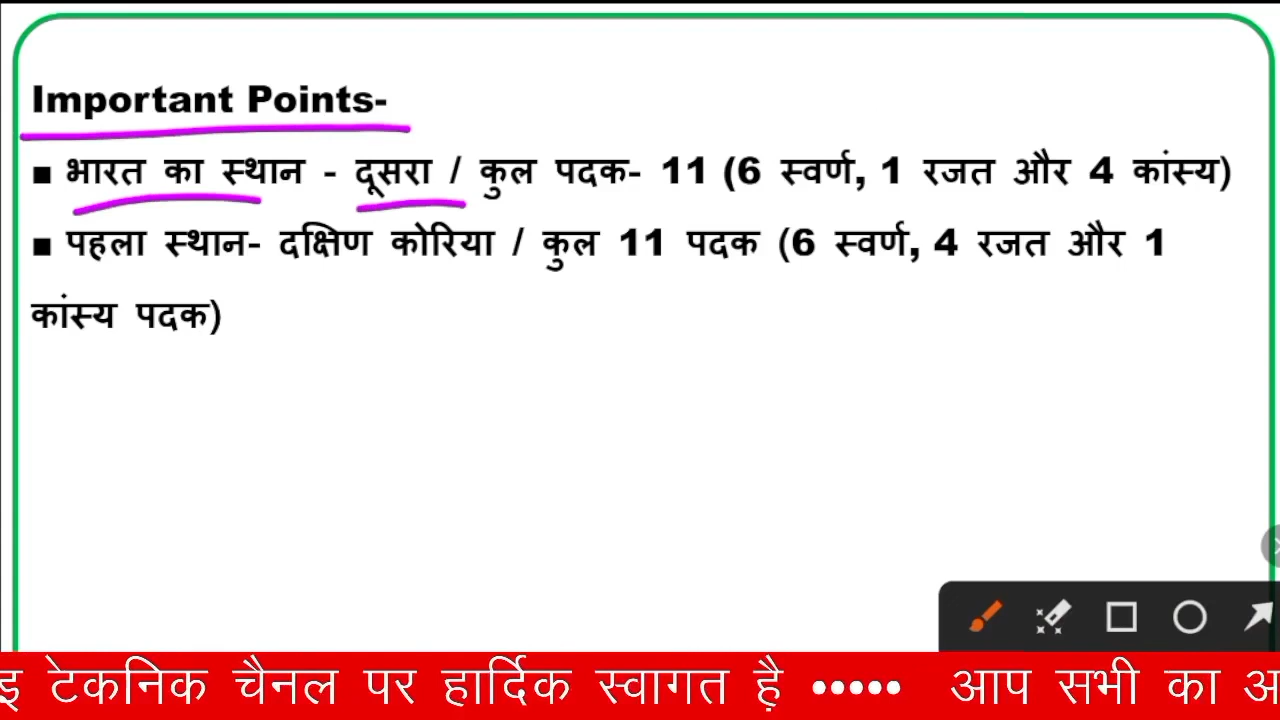 Important Points-
▪ भारत का स्थान - दूसरा / कुल पदक- 11 (6 स्वर्ण, 1 रजत और 4 कांस्य)
▪ पहला स्थान- दक्षिण कोरिया / कुल 11 पदक (6 स्वर्ण, 4 रजत और 1
कांस्य पदक)
इ टेकनिक चैनल पर हार्दिक स्वागत है ••••• आप सभी का अ